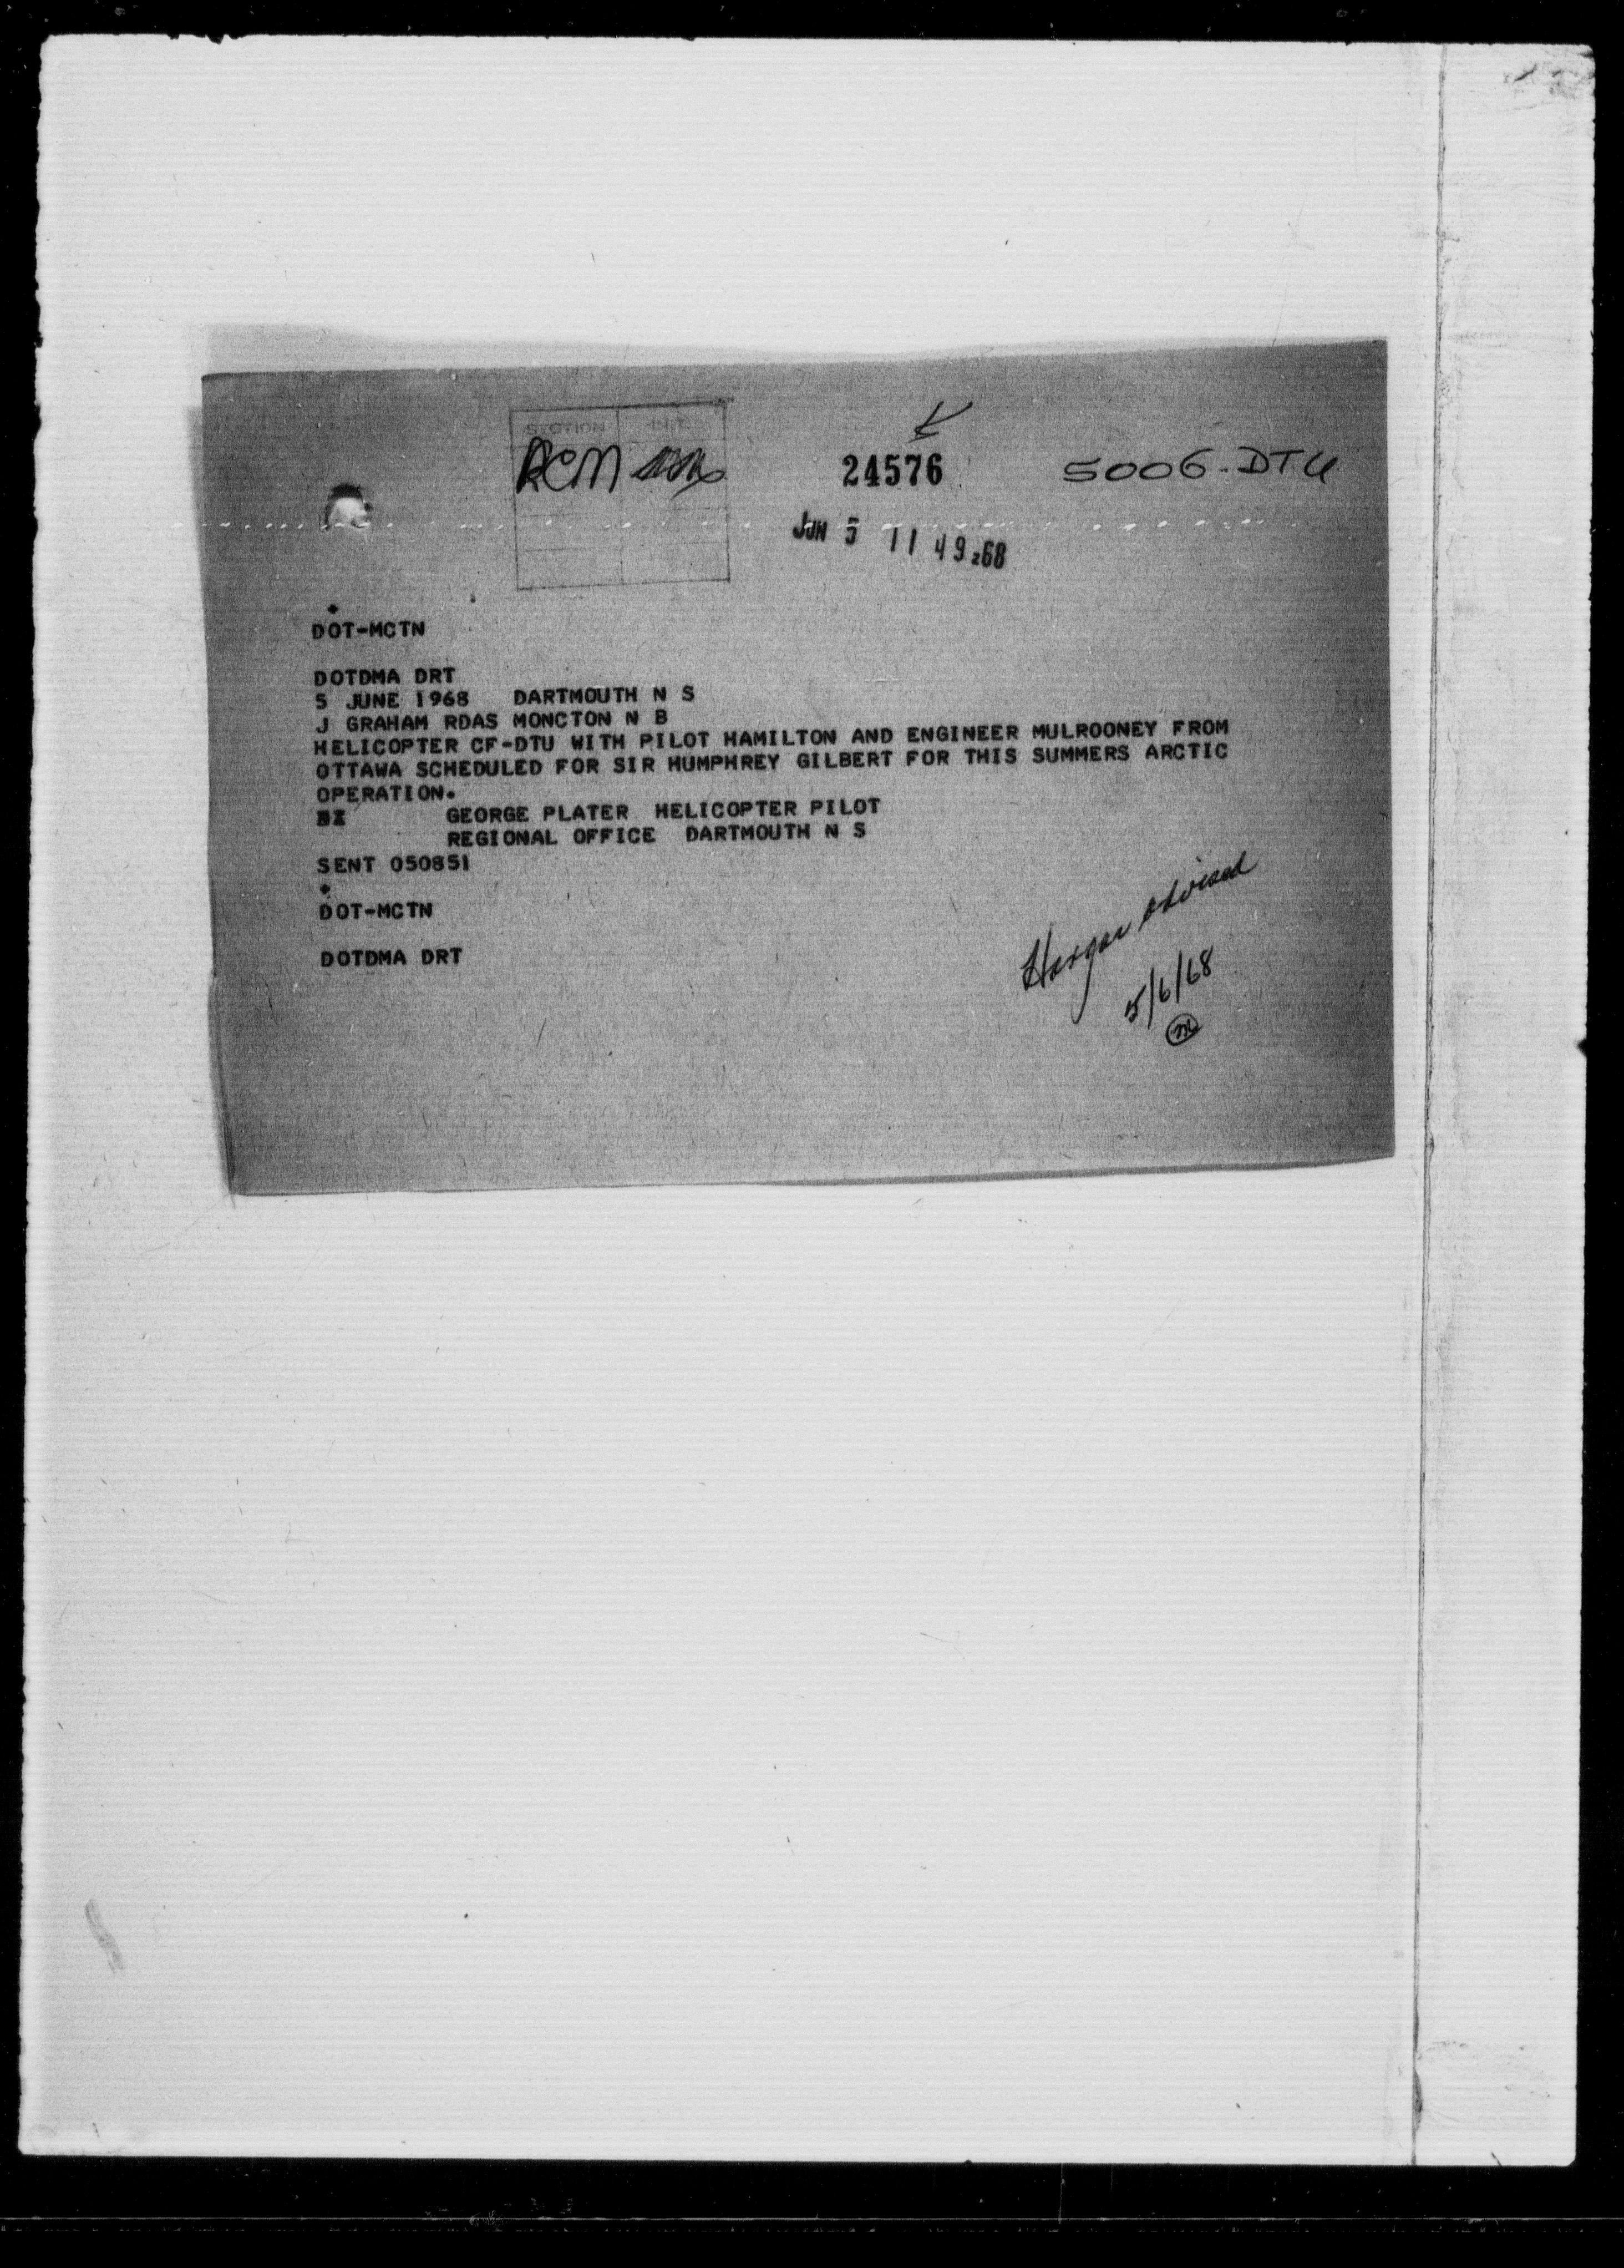 SECTION INIT.
RCM
24576
5006-DTU
JUN 5 11 49 '68
DOT-MCTN
DOTDMA DRT
5 JUNE 1968 DARTMOUTH N S
J GRAHAM RDAS MONCTON N B
HELICOPTER CF-DTU WITH PILOT HAMILTON AND ENGINEER MULROONEY FROM
OTTAWA SCHEDULED FOR SIR HUMPHREY GILBERT FOR THIS SUMMERS ARCTIC
OPERATION.
GEORGE PLATER HELICOPTER PILOT
REGIONAL OFFICE DARTMOUTH N S
SENT 050851
DOT-MCTN
DOTDMA DRT
advised
5/6/68